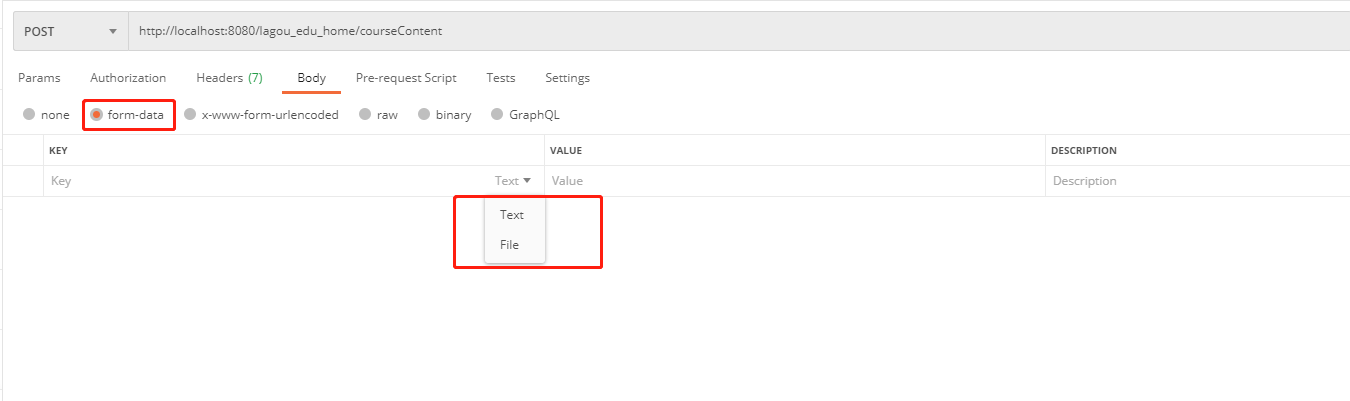 POST http://localhost:8080/lagou_edu_home/courseContent
Params Authorization Headers (7) Body Pre-request Script Tests Settings
none form-data x-www-form-urlencoded raw binary GraphQL
KEY VALUE DESCRIPTION
Key Text Value Description
Text
File